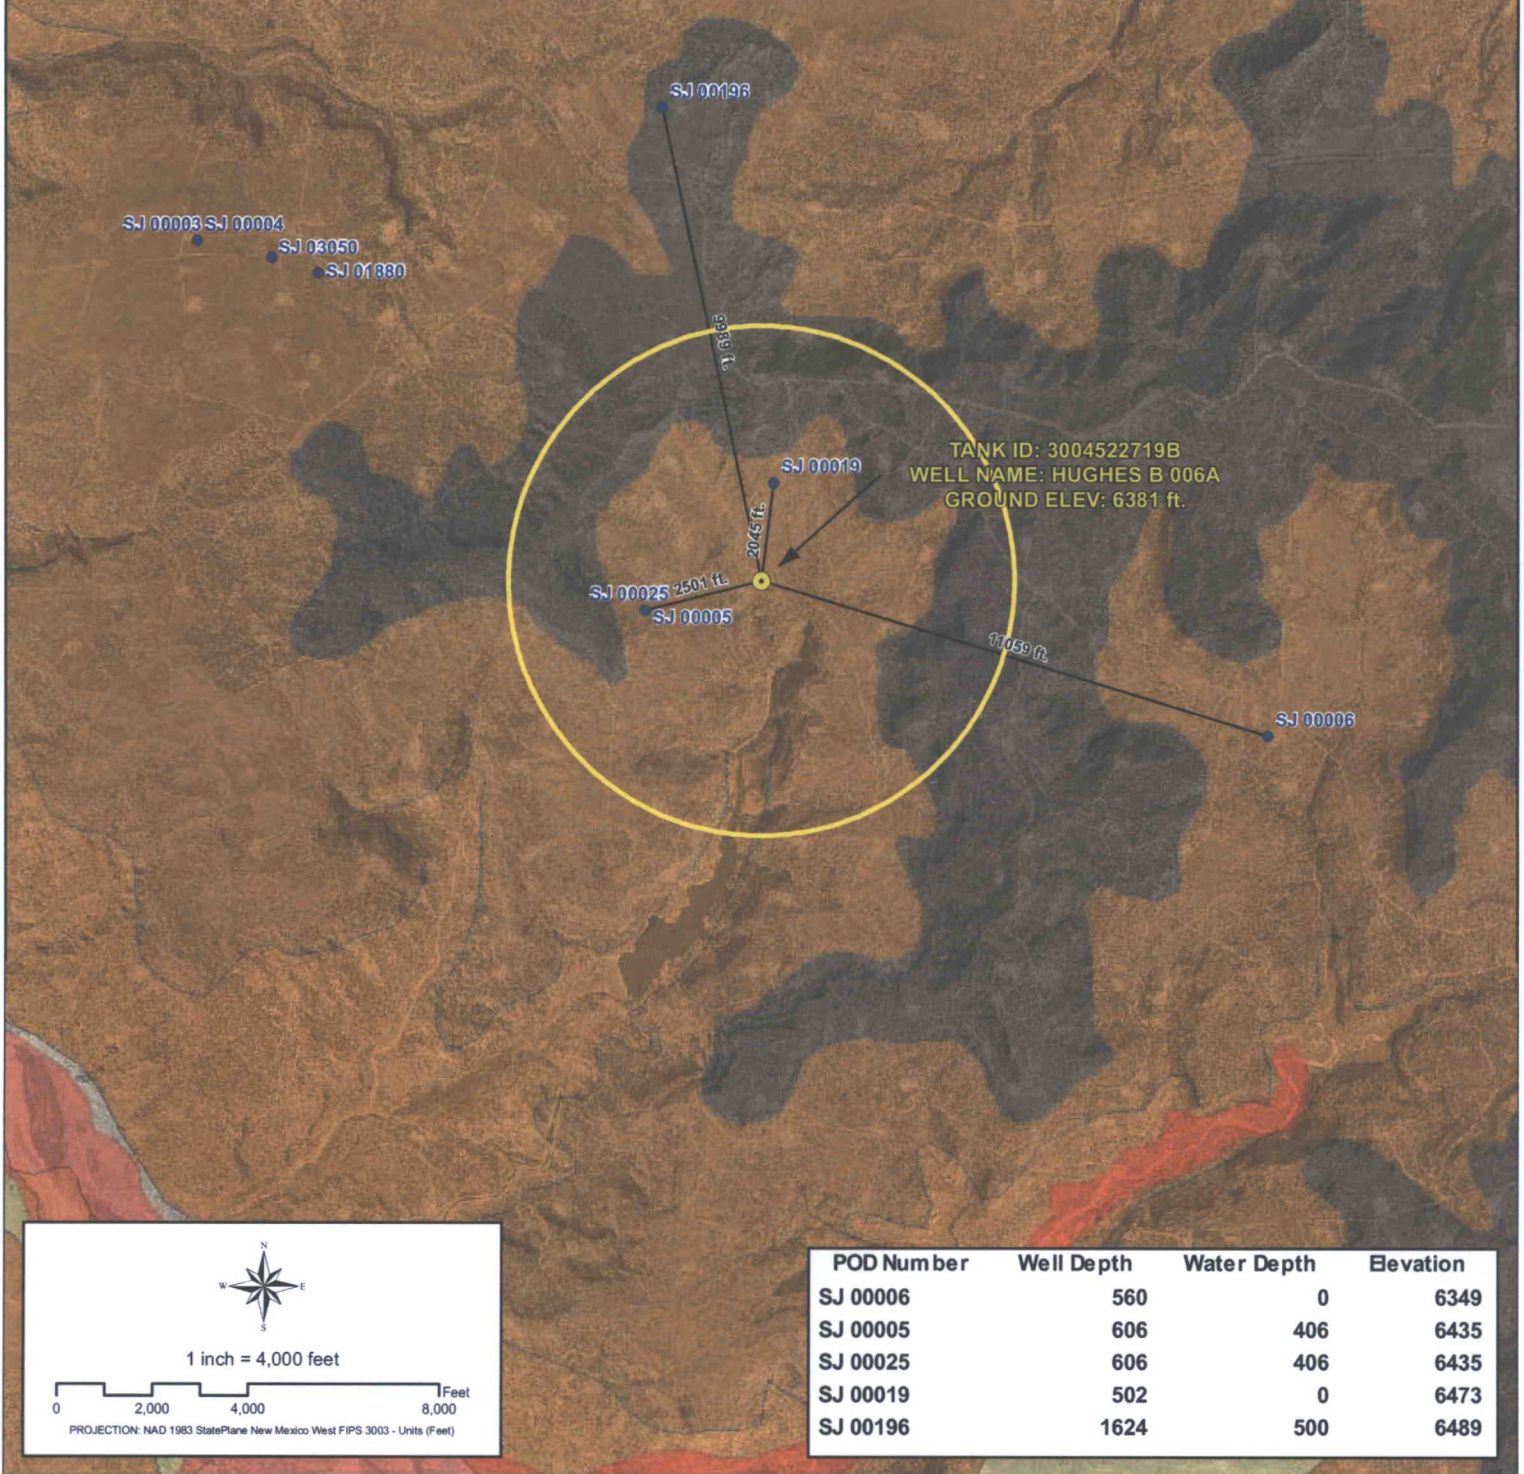 SJ 00196
SJ 00003 SJ 00004
SJ 03050
SJ 01880
9989 ft.
TANK ID: 3004522719B
WELL NAME: HUGHES B 006A
GROUND ELEV: 6381 ft.
SJ 00019
2045 ft.
SJ 00025 2501 ft.
SJ 00005
11059 ft.
SJ 00006
N
W E
S
1 inch = 4,000 feet
Feet
0 2,000 4,000 8,000
PROJECTION: NAD 1983 StatePlane New Mexico West FIPS 3003 - Units (Feet)
POD Number Well Depth Water Depth Elevation
SJ 00006 560 0 6349
SJ 00005 606 406 6435
SJ 00025 606 406 6435
SJ 00019 502 0 6473
SJ 00196 1624 500 6489